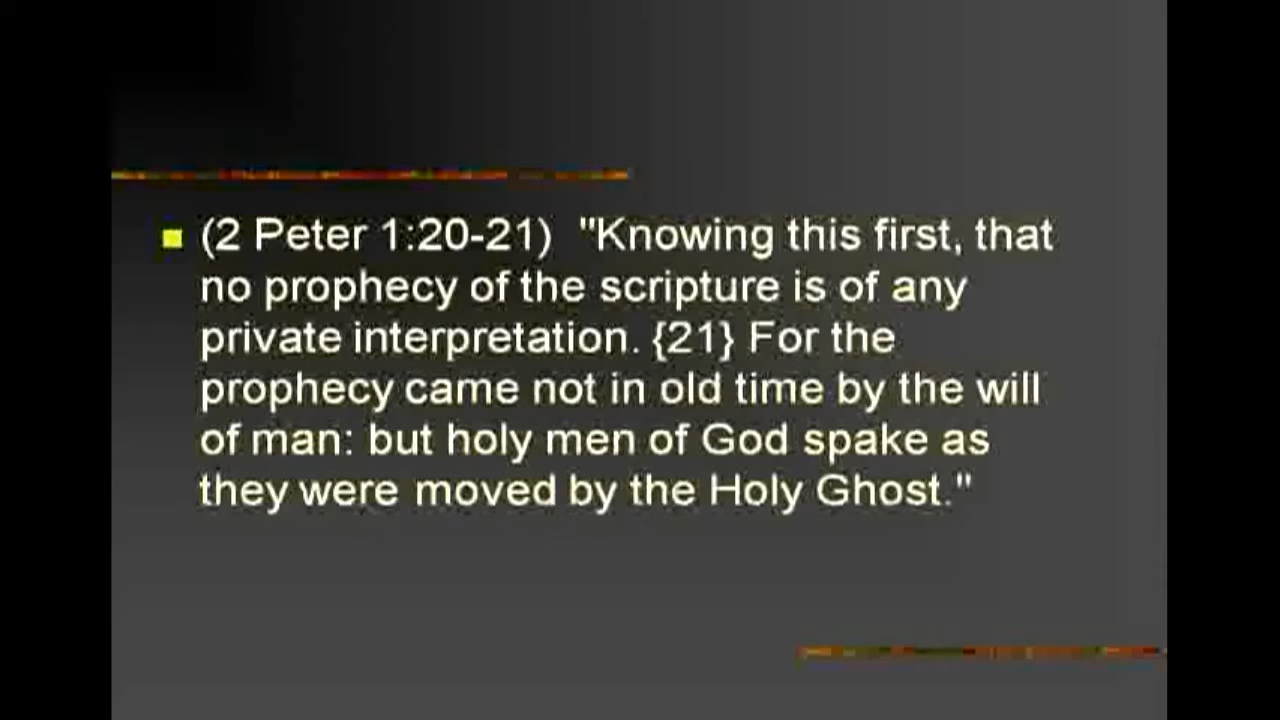 (2 Peter 1:20-21)  "Knowing this first, that
no prophecy of the scripture is of any
private interpretation. {21} For the
prophecy came not in old time by the will
of man: but holy men of God spake as
they were moved by the Holy Ghost."